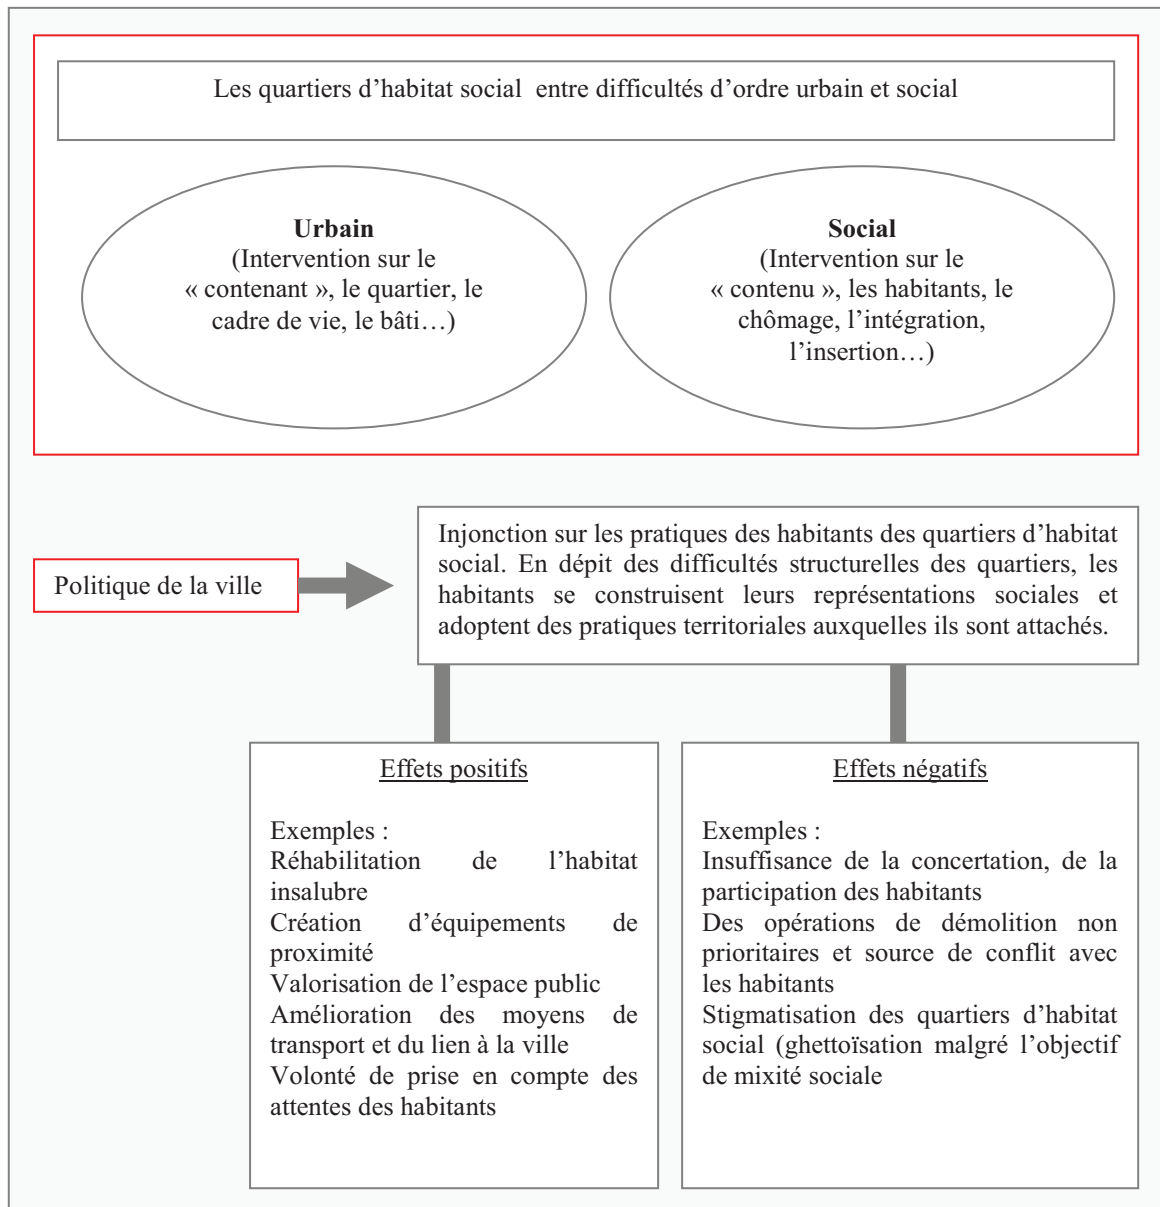 Les quartiers d’habitat social entre difficultés d’ordre urbain et social
Urbain
(Intervention sur le
« contenant », le quartier, le
cadre de vie, le bâti…)
Social
(Intervention sur le
« contenu », les habitants, le
chômage, l’intégration,
l’insertion…)
Politique de la ville
Injonction sur les pratiques des habitants des quartiers d’habitat
social. En dépit des difficultés structurelles des quartiers, les
habitants se construisent leurs représentations sociales et
adoptent des pratiques territoriales auxquelles ils sont attachés.
Effets positifs
Exemples :
Réhabilitation de l’habitat
insalubre
Création d’équipements de
proximité
Valorisation de l’espace public
Amélioration des moyens de
transport et du lien à la ville
Volonté de prise en compte des
attentes des habitants
Effets négatifs
Exemples :
Insuffisance de la concertation, de la
participation des habitants
Des opérations de démolition non
prioritaires et source de conflit avec
les habitants
Stigmatisation des quartiers d’habitat
social (ghettoïsation malgré l’objectif
de mixité sociale